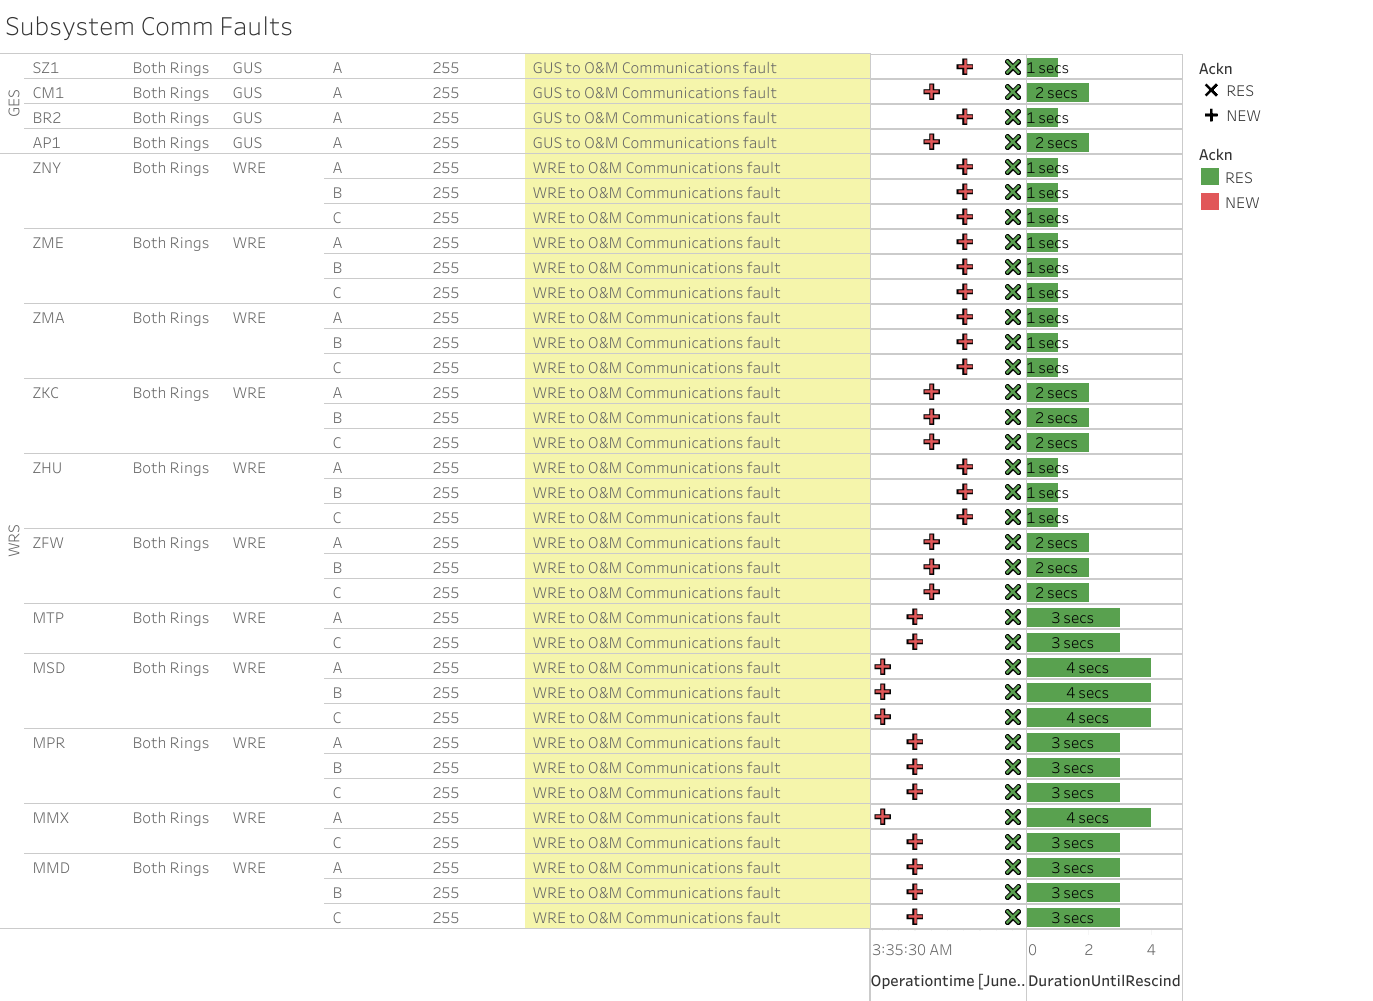 Subsystem Comm Faults
GES
SZ1 Both Rings GUS A 255 GUS to O&M Communications fault 1 secs
CM1 Both Rings GUS A 255 GUS to O&M Communications fault 2 secs
BR2 Both Rings GUS A 255 GUS to O&M Communications fault 1 secs
AP1 Both Rings GUS A 255 GUS to O&M Communications fault 2 secs
WRS
ZNY Both Rings WRE A 255 WRE to O&M Communications fault 1 secs
B 255 WRE to O&M Communications fault 1 secs
C 255 WRE to O&M Communications fault 1 secs
ZME Both Rings WRE A 255 WRE to O&M Communications fault 1 secs
B 255 WRE to O&M Communications fault 1 secs
C 255 WRE to O&M Communications fault 1 secs
ZMA Both Rings WRE A 255 WRE to O&M Communications fault 1 secs
B 255 WRE to O&M Communications fault 1 secs
C 255 WRE to O&M Communications fault 1 secs
ZKC Both Rings WRE A 255 WRE to O&M Communications fault 2 secs
B 255 WRE to O&M Communications fault 2 secs
C 255 WRE to O&M Communications fault 2 secs
ZHU Both Rings WRE A 255 WRE to O&M Communications fault 1 secs
B 255 WRE to O&M Communications fault 1 secs
C 255 WRE to O&M Communications fault 1 secs
ZFW Both Rings WRE A 255 WRE to O&M Communications fault 2 secs
B 255 WRE to O&M Communications fault 2 secs
C 255 WRE to O&M Communications fault 2 secs
MTP Both Rings WRE A 255 WRE to O&M Communications fault 3 secs
C 255 WRE to O&M Communications fault 3 secs
MSD Both Rings WRE A 255 WRE to O&M Communications fault 4 secs
B 255 WRE to O&M Communications fault 4 secs
C 255 WRE to O&M Communications fault 4 secs
MPR Both Rings WRE A 255 WRE to O&M Communications fault 3 secs
B 255 WRE to O&M Communications fault 3 secs
C 255 WRE to O&M Communications fault 3 secs
MMX Both Rings WRE A 255 WRE to O&M Communications fault 4 secs
C 255 WRE to O&M Communications fault 3 secs
MMD Both Rings WRE A 255 WRE to O&M Communications fault 3 secs
B 255 WRE to O&M Communications fault 3 secs
C 255 WRE to O&M Communications fault 3 secs
3:35:30 AM 0 2 4
Operationtime [June.. DurationUntilRescind
Ackn
RES
NEW
Ackn
RES
NEW